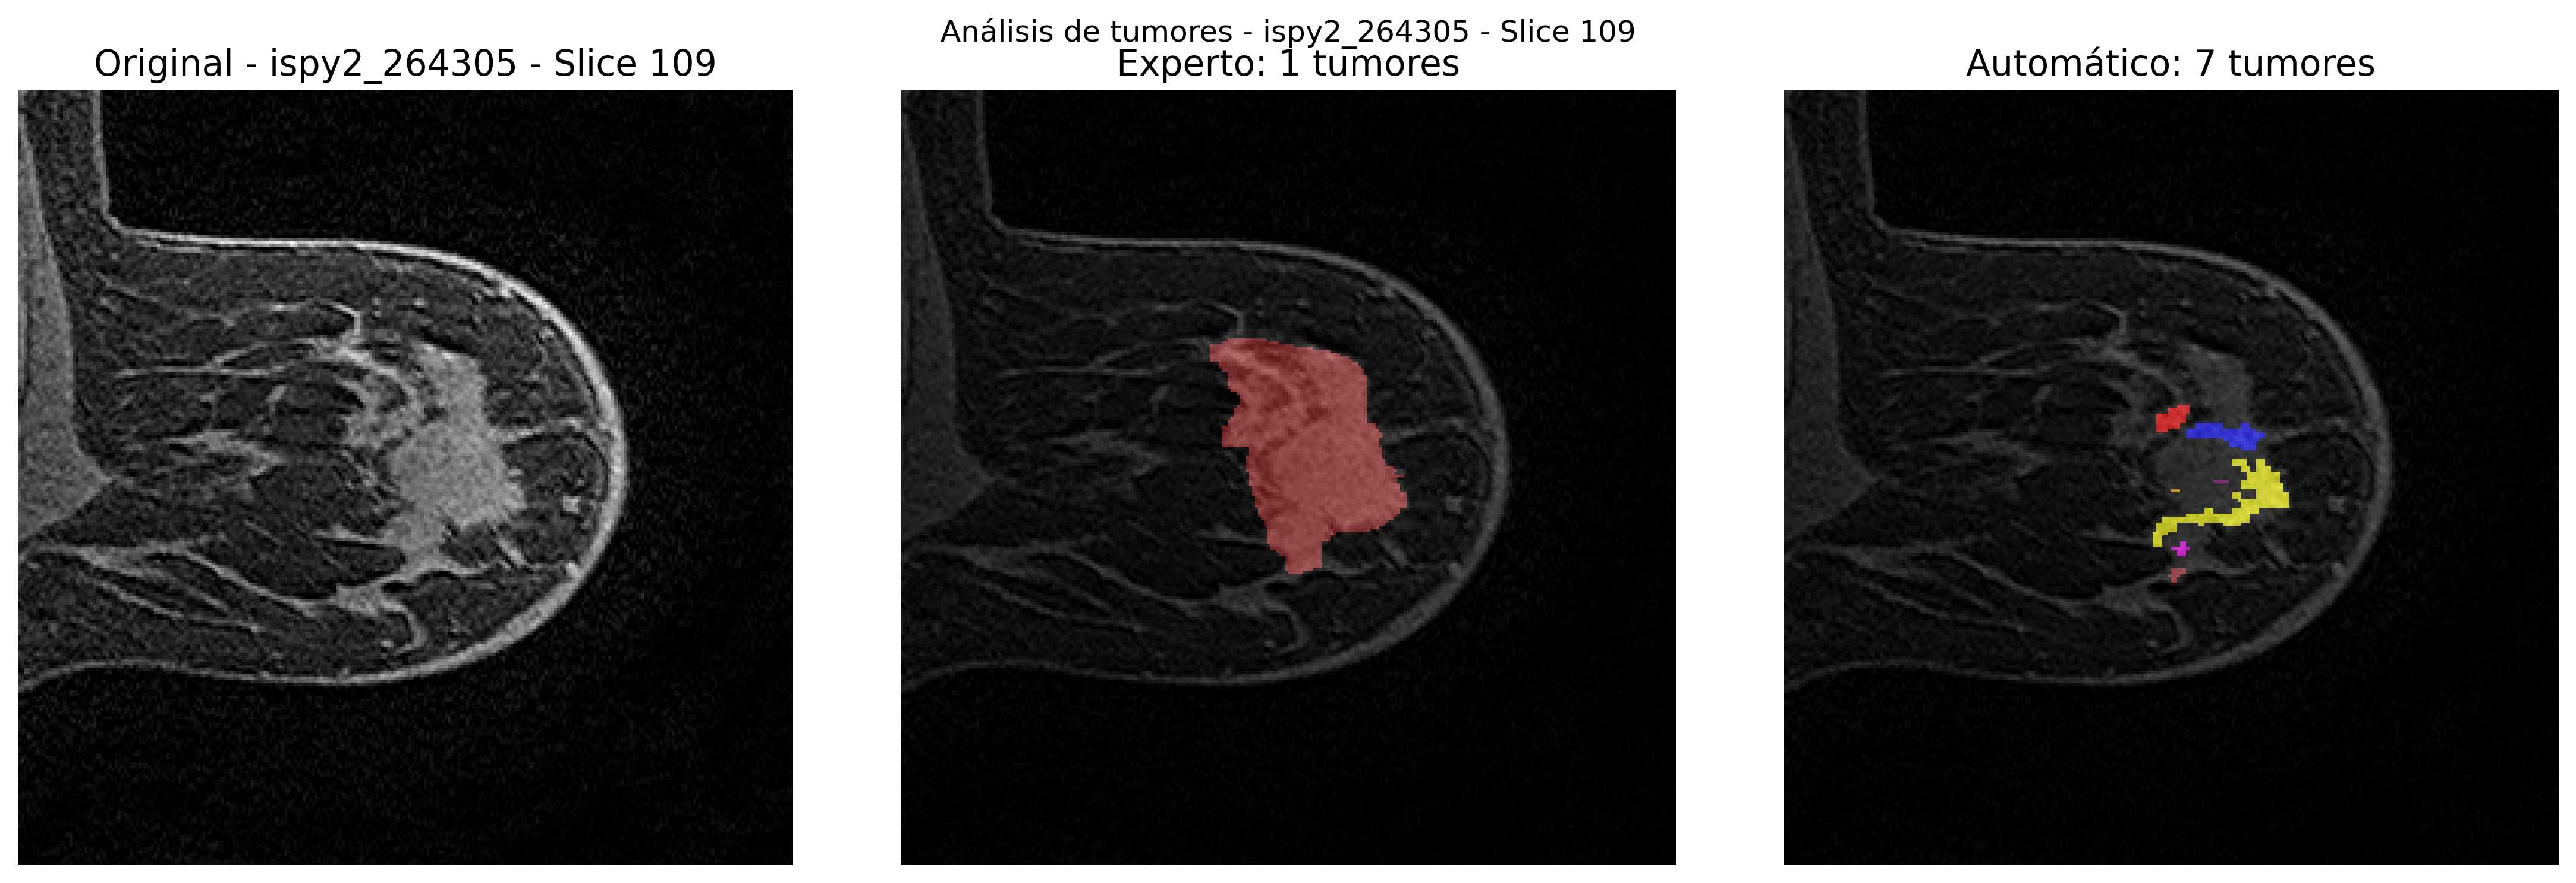 Análisis de tumores - ispy2_264305 - Slice 109
Original - ispy2_264305 - Slice 109
Experto: 1 tumores
Automático: 7 tumores